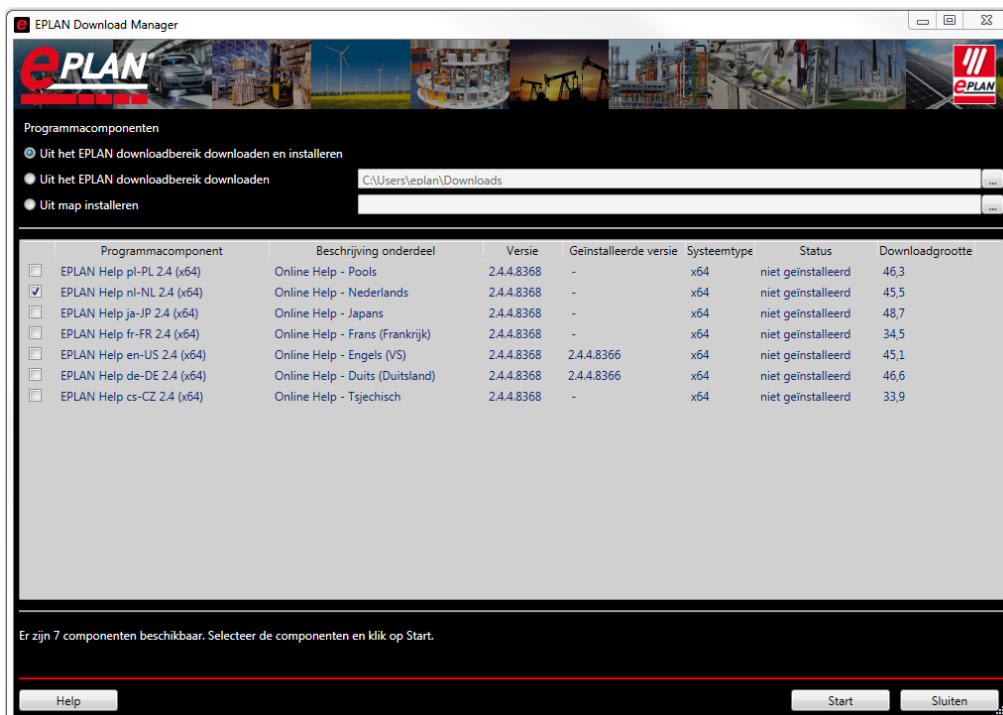 EPLAN Download Manager
ePLAN
ePLAN
Programmacomponenten
Uit het EPLAN downloadbereik downloaden en installeren
Uit het EPLAN downloadbereik downloaden C:\Users\eplan\Downloads ...
Uit map installeren ...
Programmacomponent Beschrijving onderdeel Versie Geïnstalleerde versie Systeemtype Status Downloadgrootte
EPLAN Help pl-PL 2.4 (x64) Online Help - Pools 2.4.4.8368 - x64 niet geïnstalleerd 46,3
EPLAN Help nl-NL 2.4 (x64) Online Help - Nederlands 2.4.4.8368 - x64 niet geïnstalleerd 45,5
EPLAN Help ja-JP 2.4 (x64) Online Help - Japans 2.4.4.8368 - x64 niet geïnstalleerd 48,7
EPLAN Help fr-FR 2.4 (x64) Online Help - Frans (Frankrijk) 2.4.4.8368 - x64 niet geïnstalleerd 34,5
EPLAN Help en-US 2.4 (x64) Online Help - Engels (VS) 2.4.4.8368 2.4.4.8366 x64 niet geïnstalleerd 45,1
EPLAN Help de-DE 2.4 (x64) Online Help - Duits (Duitsland) 2.4.4.8368 2.4.4.8366 x64 niet geïnstalleerd 46,6
EPLAN Help cs-CZ 2.4 (x64) Online Help - Tsjechisch 2.4.4.8368 - x64 niet geïnstalleerd 33,9
Er zijn 7 componenten beschikbaar. Selecteer de componenten en klik op Start.
Help Start Sluiten